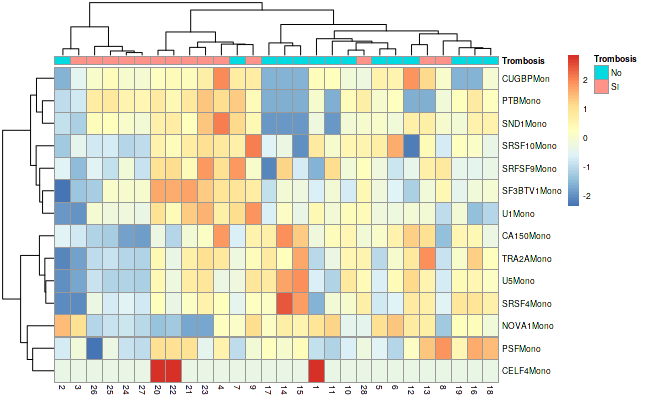 Trombosis
Trombosis
No
SI
2
1
0
-1
-2
CUGBPMon
PTBMono
SND1Mono
SRSF10Mono
SRFSF9Mono
SF3BTV1Mono
U1Mono
CA150Mono
TRA2AMono
U5Mono
SRSF4Mono
NOVA1Mono
PSFMono
CELF4Mono
2 3 26 25 24 27 20 22 21 23 4 7 9 17 14 15 1 11 10 28 5 6 12 13 8 19 16 18